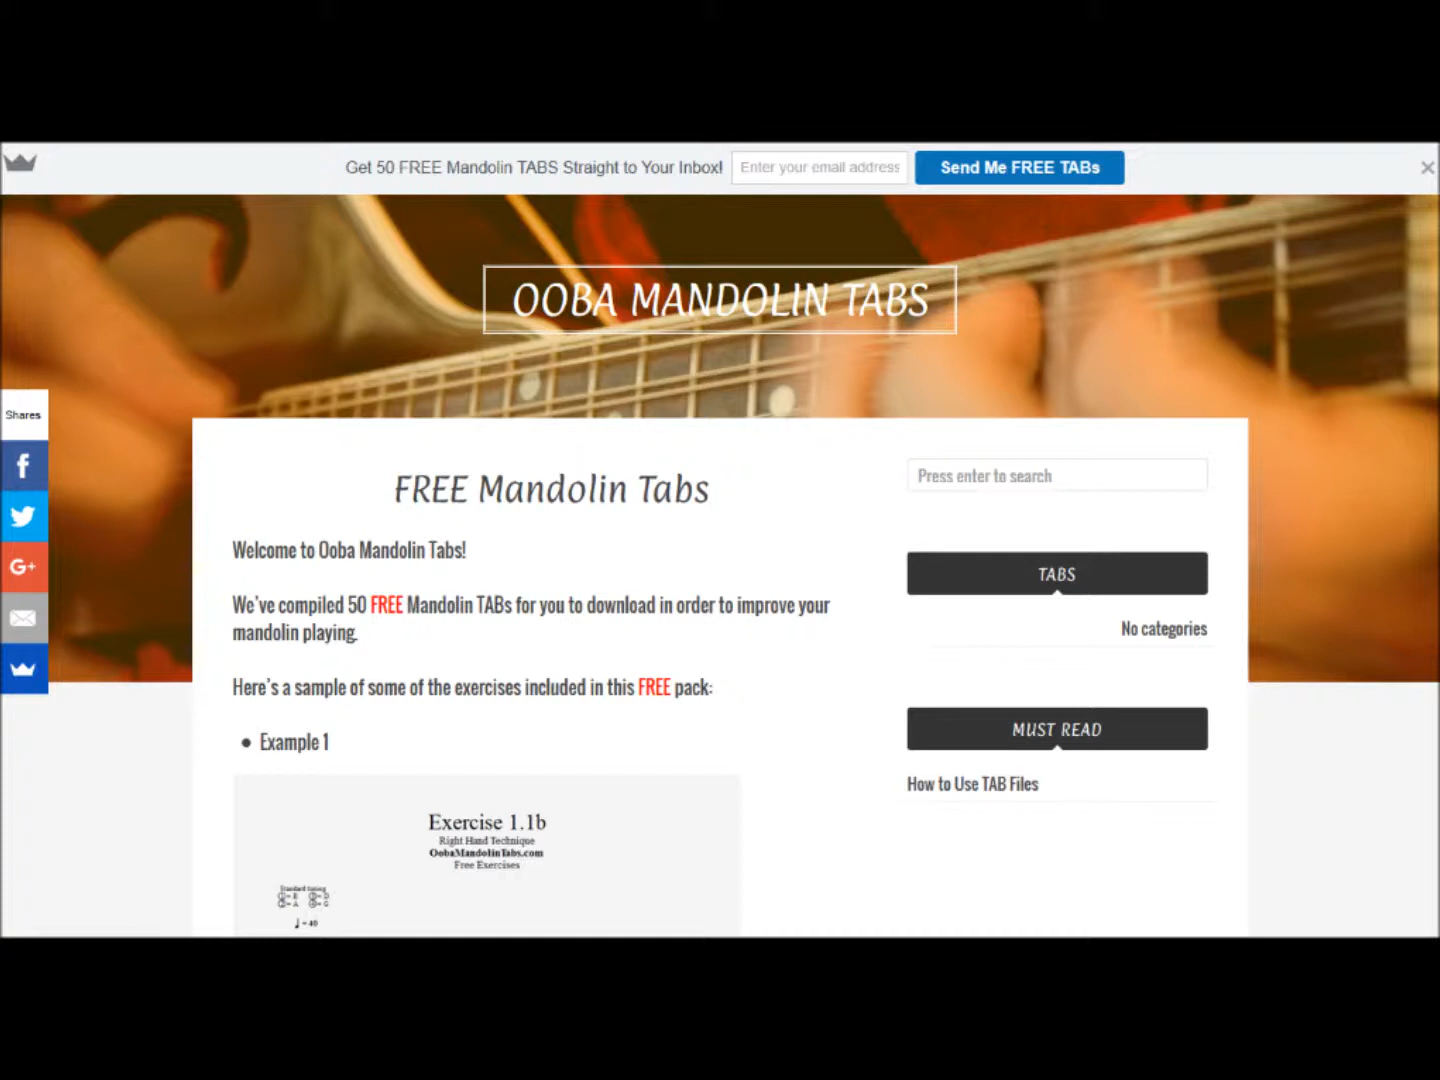 Get 50 FREE Mandolin TABS Straight to Your Inbox!
Enter your email address
Send Me FREE TABs
OOBA MANDOLIN TABS
Shares
FREE Mandolin Tabs
Press enter to search
Welcome to Ooba Mandolin Tabs!
TABS
We've compiled 50 FREE Mandolin TABs for you to download in order to improve your
mandolin playing.
No categories
Here's a sample of some of the exercises included in this FREE pack:
MUST READ
Example 1
How to Use TAB Files
Exercise 1.1b
Right Hand Technique
OobaMandolinTabs.com
Free Exercises
Standard tuning
= 40